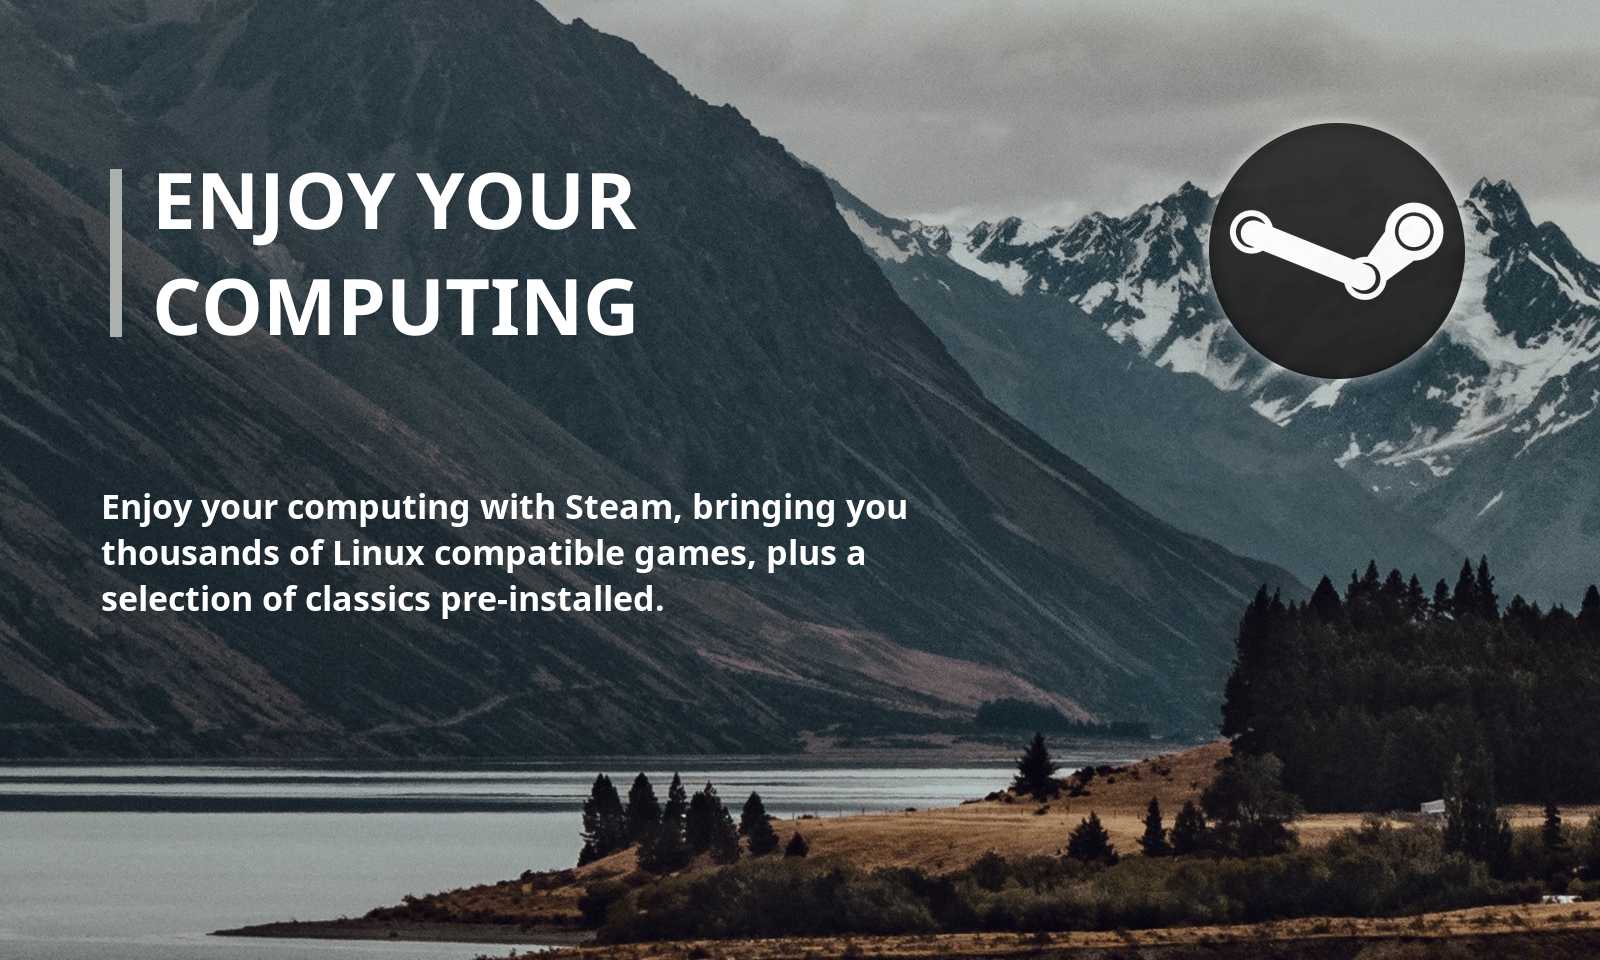 ENJOY YOUR
COMPUTING
Enjoy your computing with Steam, bringing you
thousands of Linux compatible games, plus a
selection of classics pre-installed.